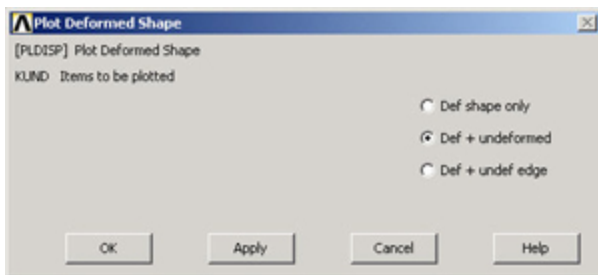 Plot Deformed Shape
[PLDISP] Plot Deformed Shape
KUND Items to be plotted
Def shape only
Def + undeformed
Def + undef edge
OK Apply Cancel Help